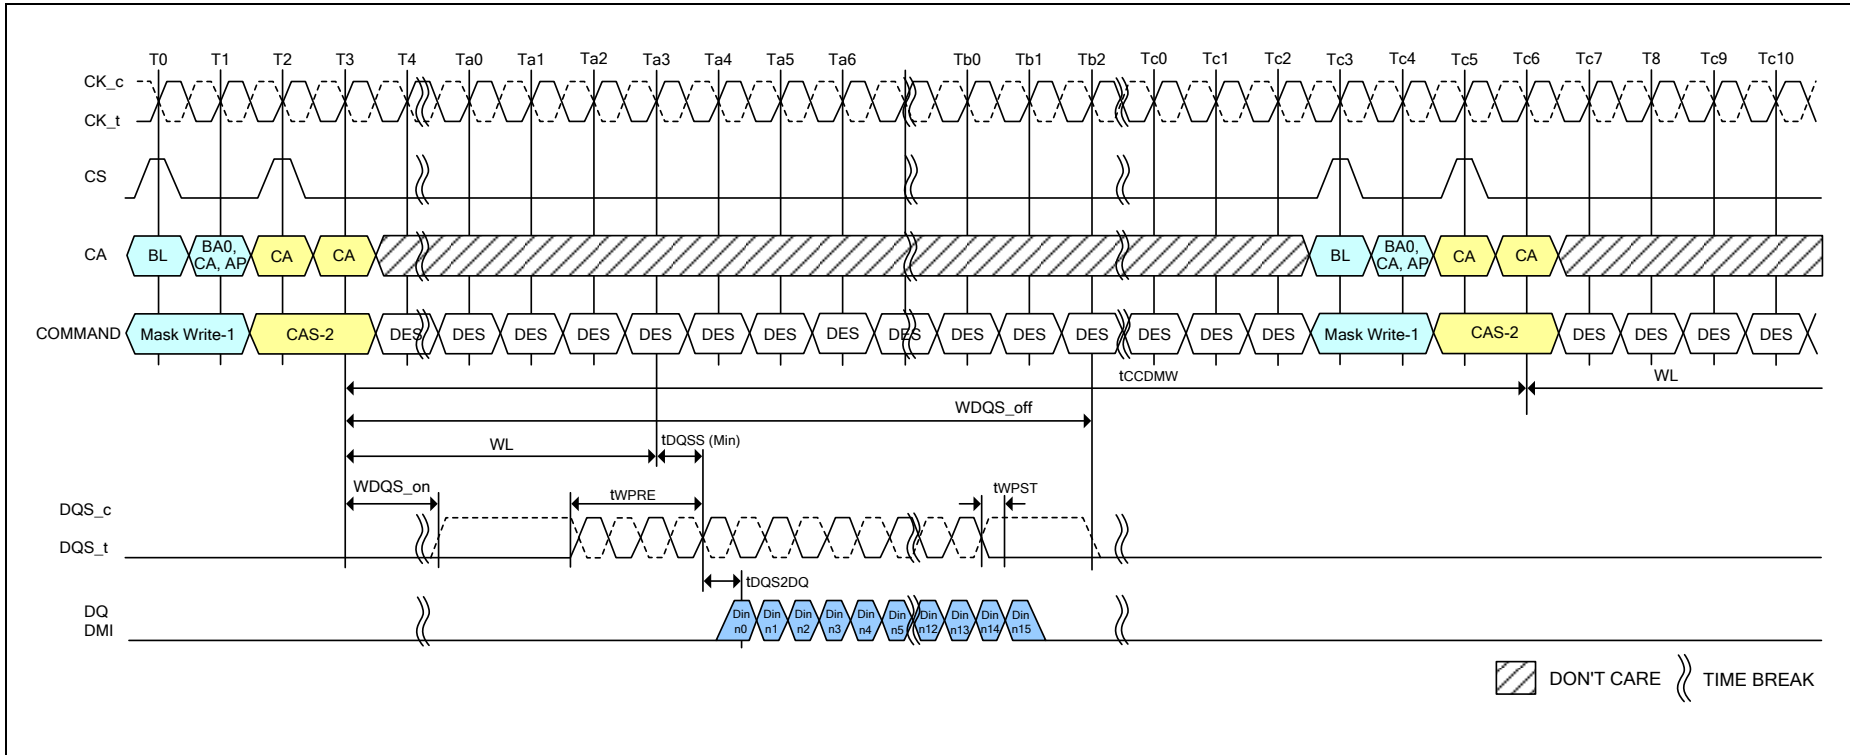 T0 T1 T2 T3 T4 Ta0 Ta1 Ta2 Ta3 Ta4 Ta5 Ta6 Tb0 Tb1 Tb2 Tc0 Tc1 Tc2 Tc3 Tc4 Tc5 Tc6 Tc7 T8 Tc9 Tc10
CK_c
CK_t
CS
CA BL BA0, CA, AP CA CA BL BA0, CA, AP CA CA
COMMAND Mask Write-1 CAS-2 DES DES DES DES DES DES DES DES DES DES DES DES DES DES DES Mask Write-1 CAS-2 DES DES DES DES
tCCDMW WL
WDQS_off
WL tDQSS (Min)
WDQS_on tWPRE tWPST
DQS_c
DQS_t
tDQS2DQ
DQ
DMI
Din n0 Din n1 Din n2 Din n3 Din n4 Din n5 Din n12 Din n13 Din n14 Din n15
DON'T CARE TIME BREAK